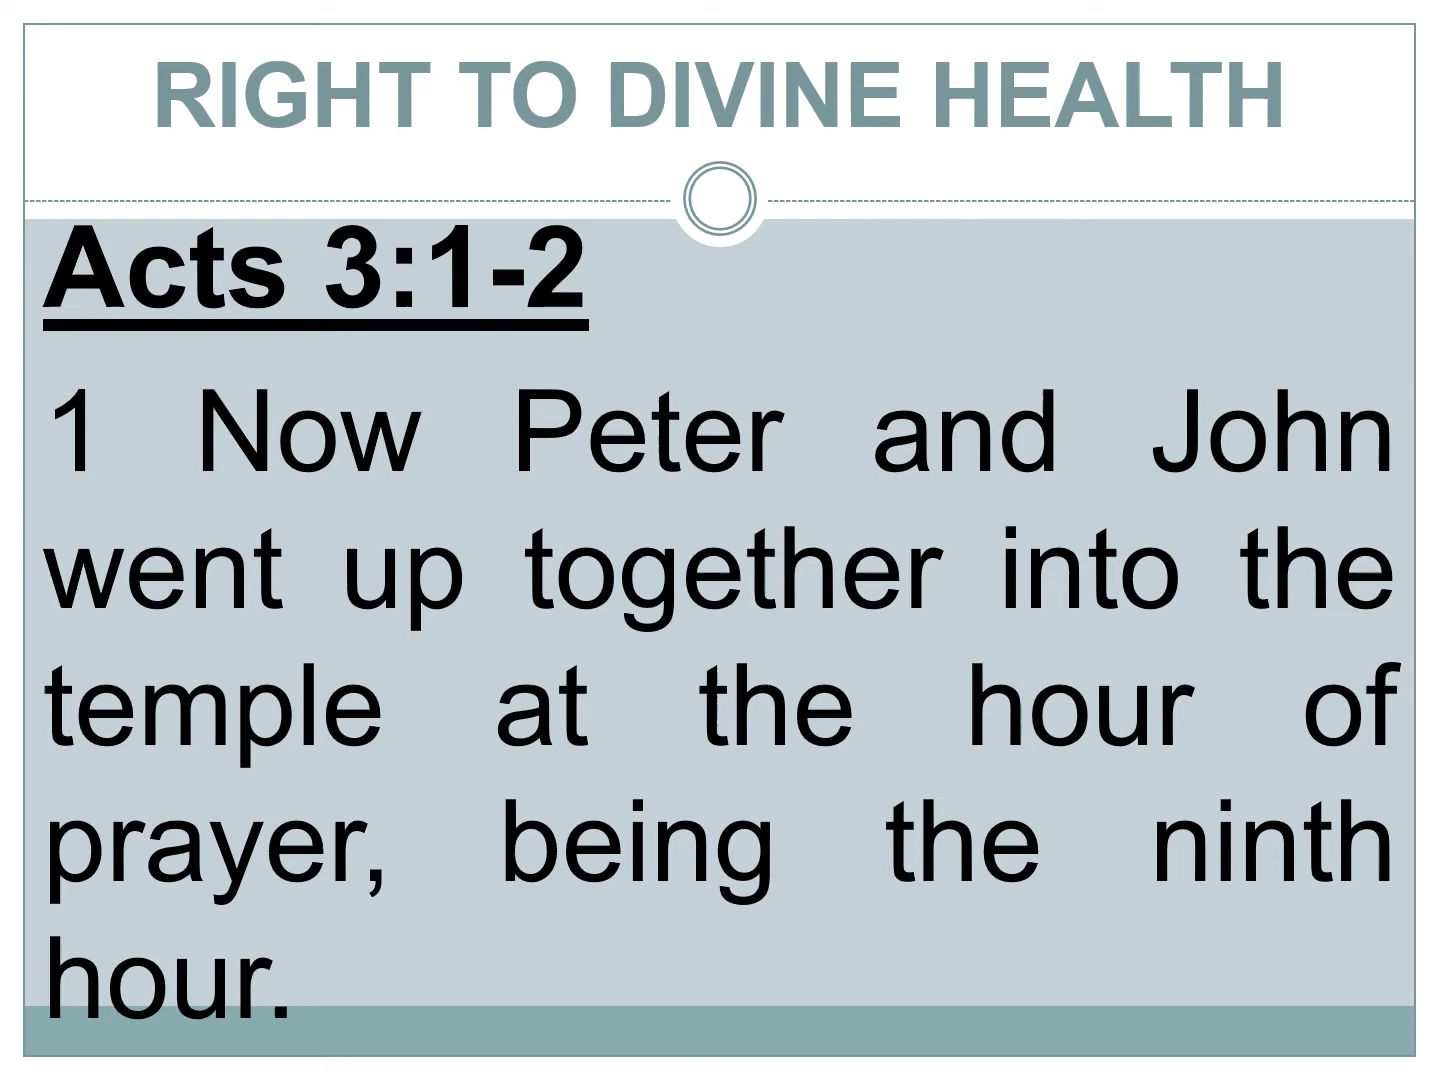 RIGHT TO DIVINE HEALTH
Acts 3:1-2
1 Now Peter and John
went up together into the
temple at the hour of
prayer, being the ninth
hour.